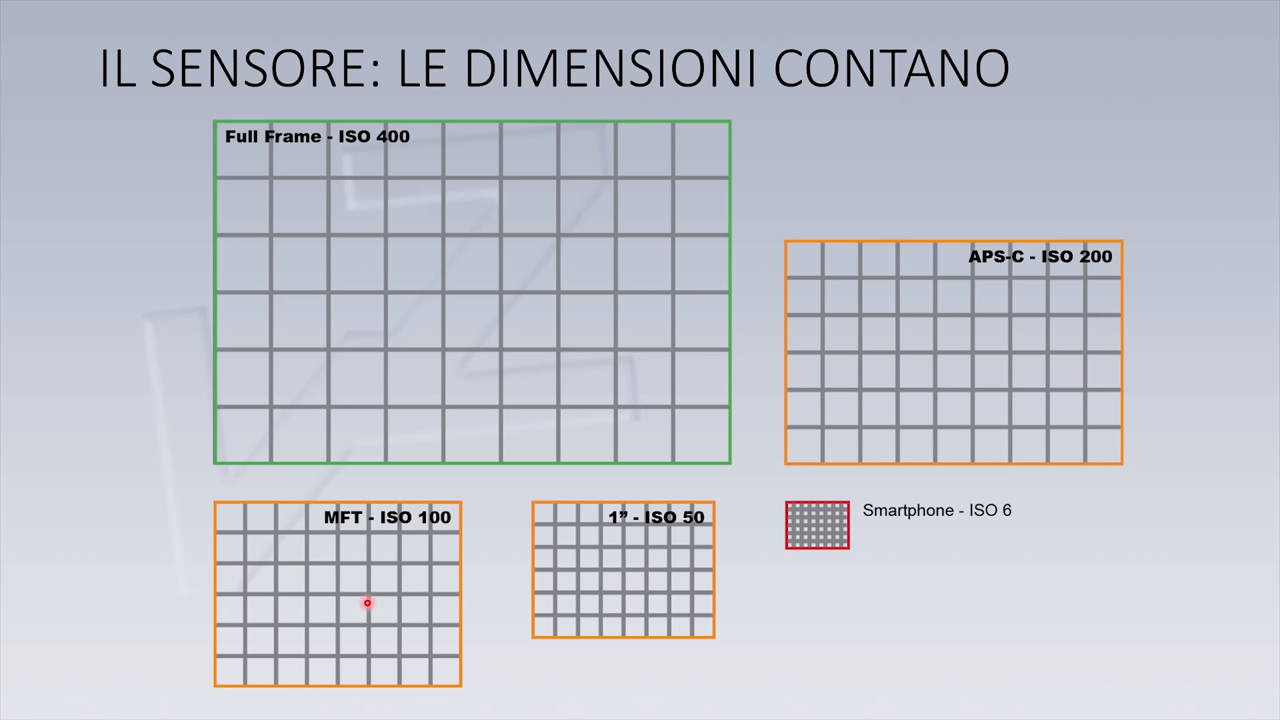 IL SENSORE: LE DIMENSIONI CONTANO
Full Frame - ISO 400
APS-C - ISO 200
MFT - ISO 100
1” - ISO 50
Smartphone - ISO 6